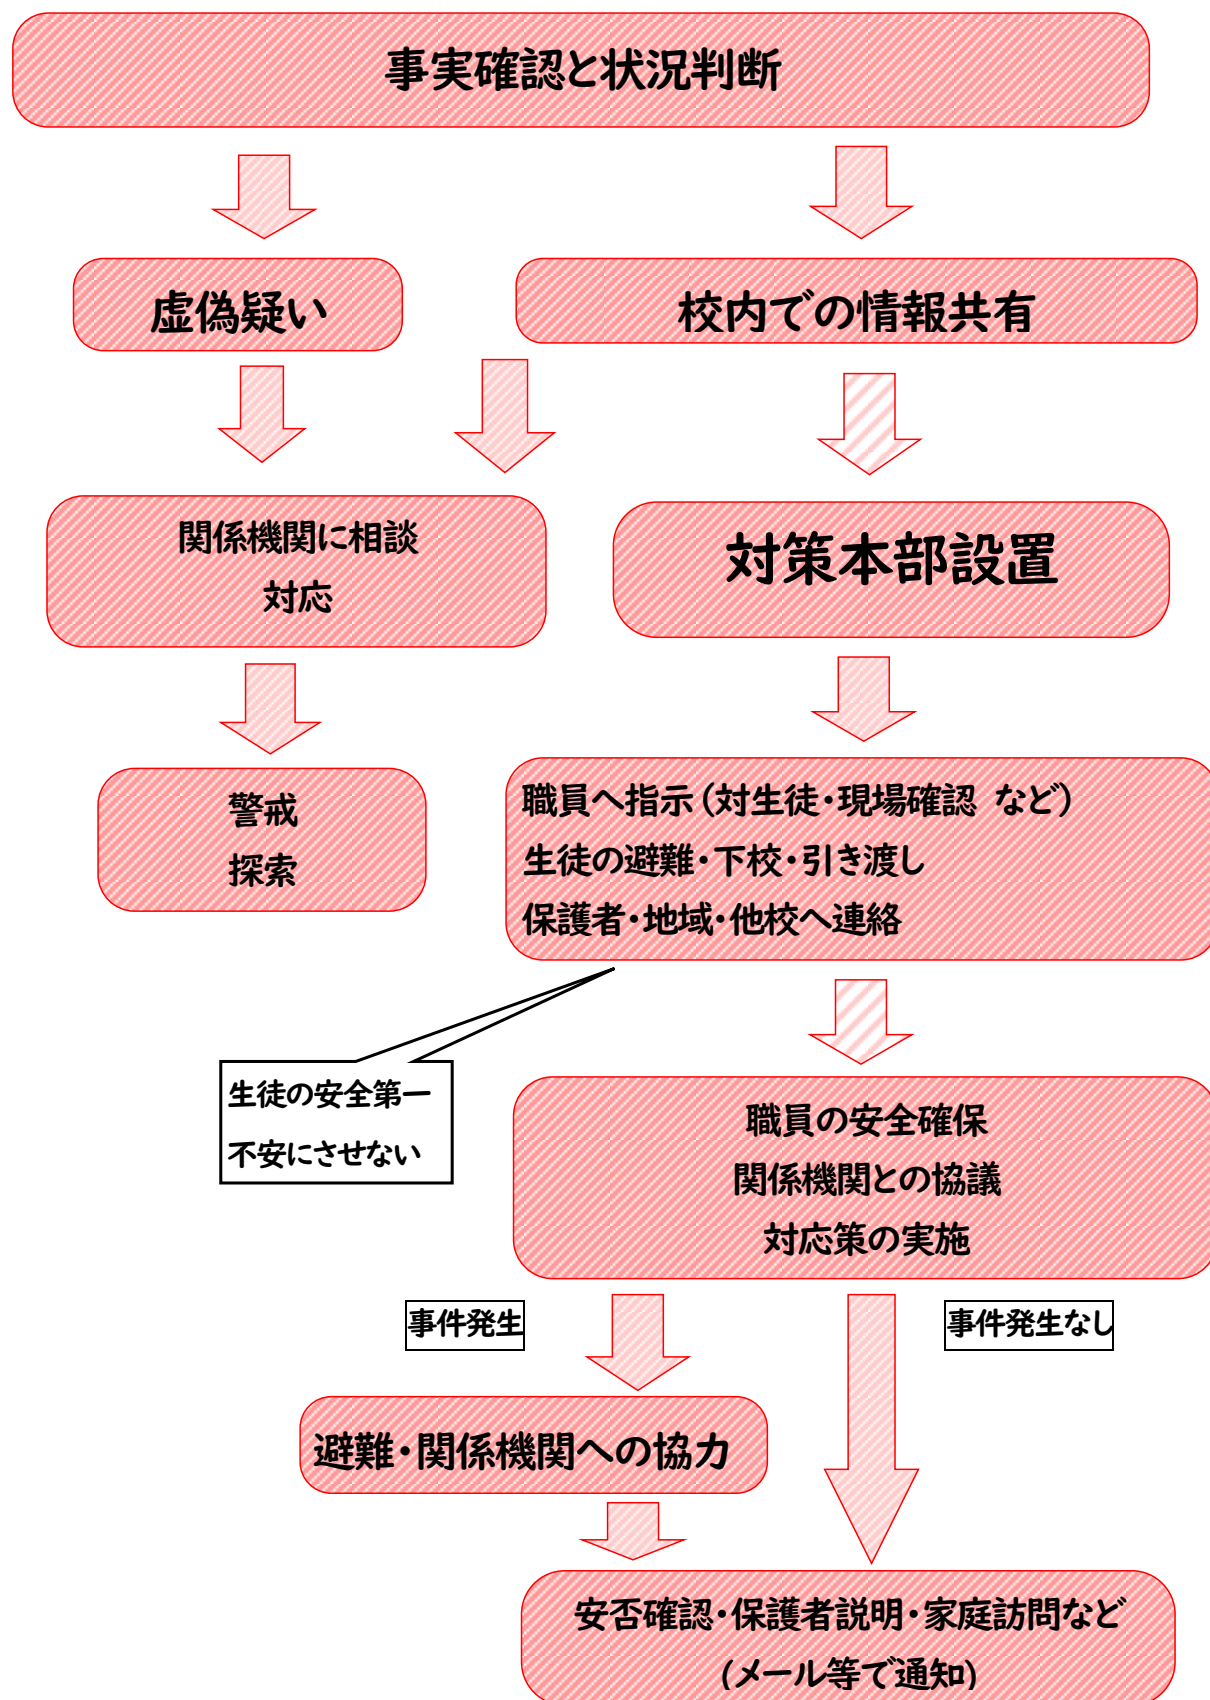 事実確認と状況判断
虚偽疑い
校内での情報共有
関係機関に相談
対応
対策本部設置
警戒
探索
職員へ指示(対生徒・現場確認 など)
生徒の避難・下校・引き渡し
保護者・地域・他校へ連絡
生徒の安全第一
不安にさせない
職員の安全確保
関係機関との協議
対応策の実施
事件発生
事件発生なし
避難・関係機関への協力
安否確認・保護者説明・家庭訪問など
(メール等で通知)